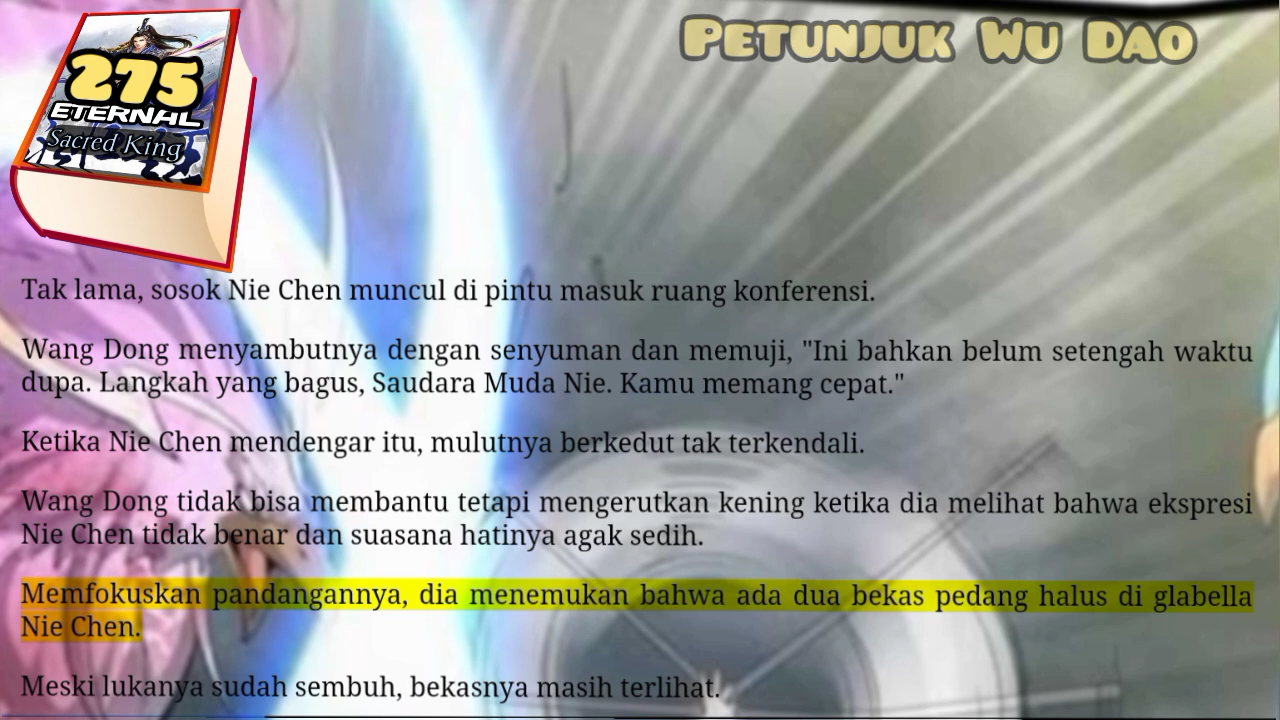 275
ETERNAL
Sacred King
Petunjuk Wu Dao
Tak lama, sosok Nie Chen muncul di pintu masuk ruang konferensi.
Wang Dong menyambutnya dengan senyuman dan memuji, "Ini bahkan belum setengah waktu
dupa. Langkah yang bagus, Saudara Muda Nie. Kamu memang cepat."
Ketika Nie Chen mendengar itu, mulutnya berkedut tak terkendali.
Wang Dong tidak bisa membantu tetapi mengerutkan kening ketika dia melihat bahwa ekspresi
Nie Chen tidak benar dan suasana hatinya agak sedih.
Memfokuskan pandangannya, dia menemukan bahwa ada dua bekas pedang halus di glabella
Nie Chen.
Meski lukanya sudah sembuh, bekasnya masih terlihat.